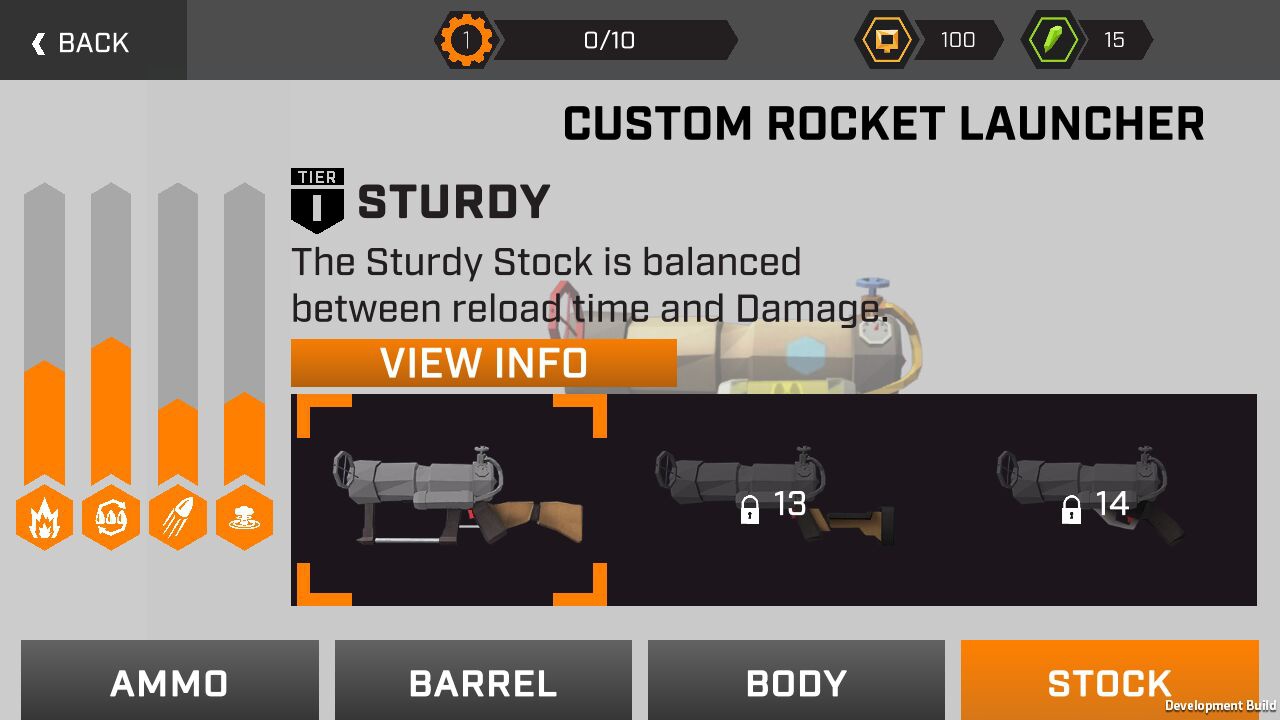 BACK
1
0/10
100
15
CUSTOM ROCKET LAUNCHER
TIER
I
STURDY
The Sturdy Stock is balanced
between reload time and Damage.
VIEW INFO
13
14
AMMO
BARREL
BODY
STOCK
Development Build